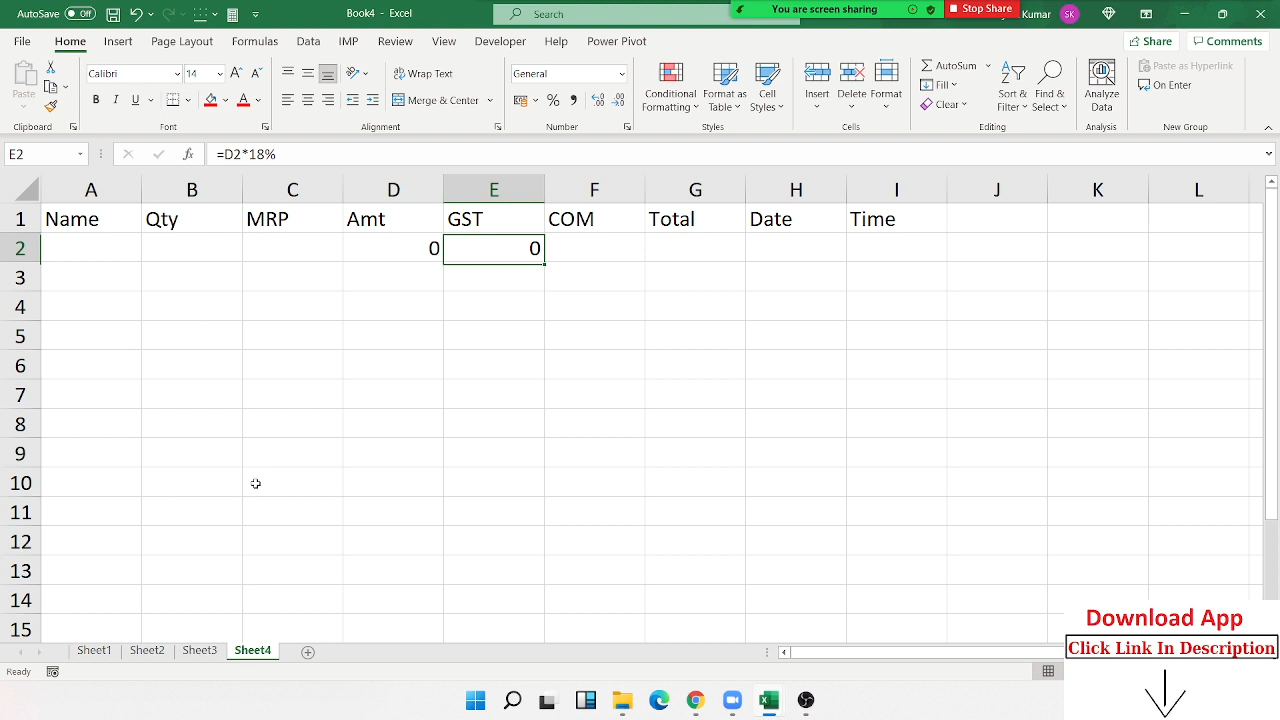 AutoSave Off
Book4 - Excel
Search
You are screen sharing
Stop Share
Kumar
SK
File Home Insert Page Layout Formulas Data IMP Review View Developer Help Power Pivot
Share Comments
Paste
Clipboard
Calibri 14
B I U
Font
Wrap Text
Merge & Center
Alignment
General
Number
Conditional Formatting
Format as Table
Cell Styles
Styles
Insert Delete Format
Cells
AutoSum
Fill
Clear
Sort & Filter
Find & Select
Editing
Analyze Data
Analysis
Paste as Hyperlink
On Enter
New Group
E2 fx =D2*18%
A B C D E F G H I J K L
1 Name Qty MRP Amt GST COM Total Date Time
2 0 0
3
4
5
6
7
8
9
10
11
12
13
14
15
Sheet1 Sheet2 Sheet3 Sheet4
Ready
Download App
Click Link In Description